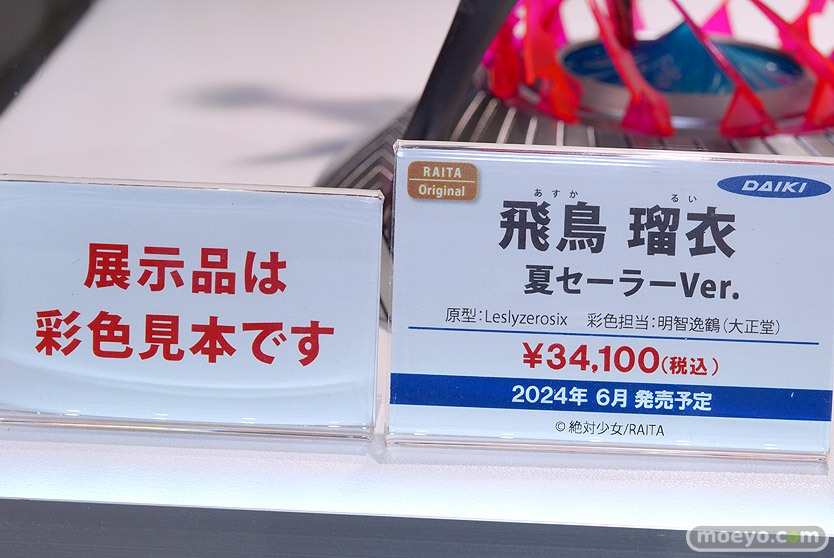 展示品は
彩色見本です
RAITA
Original
DAIKI
あすか るい
飛鳥 瑠衣
夏セーラーVer.
原型:Leslyzerosix 彩色担当:明智逸鶴(大正堂)
¥34,100(税込)
2024年 6月 発売予定
© 絶対少女/RAITA
moeyo.com